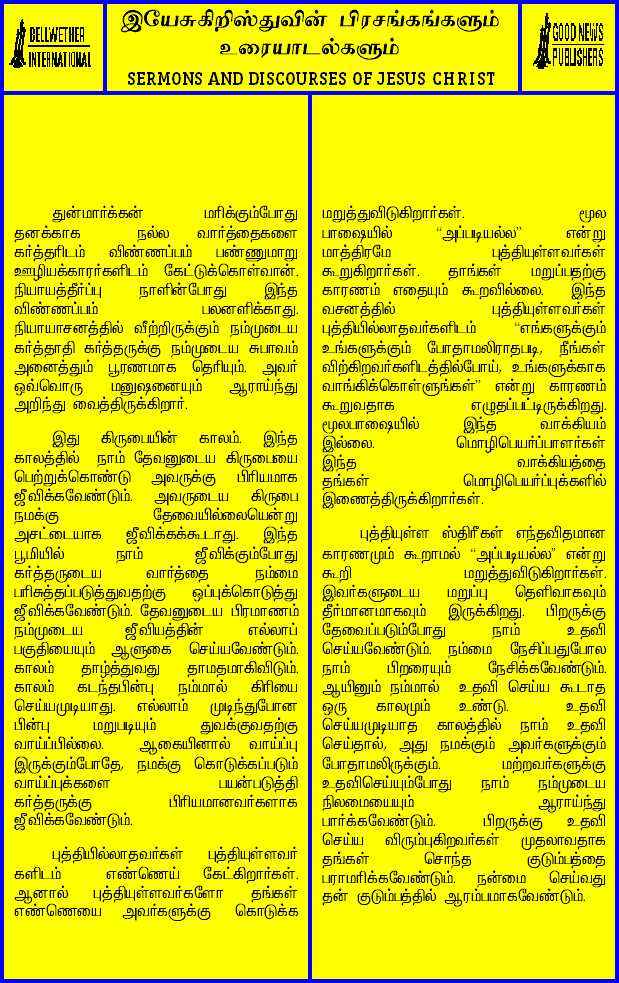 BELLWETHER
INTERNATIONAL
இயேசுகிறிஸ்துவின் பிரசங்கங்களும்
உரையாடல்களும்
SERMONS AND DISCOURSES OF JESUS CHRIST
GOOD NEWS
PUBLISHERS
துன்மார்க்கன் மரிக்கும்போது
தனக்காக நல்ல வார்த்தைகளை
கர்த்தரிடம் விண்ணப்பம் பண்ணுமாறு
ஊழியக்காரர்களிடம் கேட்டுக்கொள்வான்.
நியாயத்தீர்ப்பு நாளின்போது இந்த
விண்ணப்பம் பலனளிக்காது.
நியாயாசனத்தில் வீற்றிருக்கும் நம்முடைய
கர்த்தாதி கர்த்தருக்கு நம்முடைய சுபாவம்
அனைத்தும் பூரணமாக தெரியும். அவர்
ஒவ்வொரு மனுஷனையும் ஆராய்ந்து
அறிந்து வைத்திருக்கிறார்.
இது கிருபையின் காலம். இந்த
காலத்தில் நாம் தேவனுடைய கிருபையை
பெற்றுக்கொண்டு அவருக்கு பிரியமாக
ஜீவிக்கவேண்டும். அவருடைய கிருபை
நமக்கு தேவையில்லையென்று
அசட்டையாக ஜீவிக்கக்கூடாது. இந்த
பூமியில் நாம் ஜீவிக்கும்போது
கர்த்தருடைய வார்த்தை நம்மை
பரிசுத்தப்படுத்துவதற்கு ஒப்புக்கொடுத்து
ஜீவிக்கவேண்டும். தேவனுடைய பிரமாணம்
நம்முடைய ஜீவியத்தின் எல்லாப்
பகுதியையும் ஆளுகை செய்யவேண்டும்.
காலம் தாழ்த்துவது தாமதமாகிவிடும்.
காலம் கடந்தபின்பு நம்மால் கிரியை
செய்யமுடியாது. எல்லாம் முடிந்துபோன
பின்பு மறுபடியும் துவக்குவதற்கு
வாய்ப்பில்லை. ஆகையினால் வாய்ப்பு
இருக்கும்போதே, நமக்கு கொடுக்கப்படும்
வாய்ப்புக்களை பயன்படுத்தி
கர்த்தருக்கு பிரியமானவர்களாக
ஜீவிக்கவேண்டும்.
புத்தியில்லாதவர்கள் புத்தியுள்ளவர்
களிடம் எண்ணெய் கேட்கிறார்கள்.
ஆனால் புத்தியுள்ளவர்களோ தங்கள்
எண்ணெயை அவர்களுக்கு கொடுக்க
மறுத்துவிடுகிறார்கள். மூல
பாஷையில் “அப்படியல்ல” என்று
மாத்திரமே புத்தியுள்ளவர்கள்
கூறுகிறார்கள். தாங்கள் மறுப்பதற்கு
காரணம் எதையும் கூறவில்லை. இந்த
வசனத்தில் புத்தியுள்ளவர்கள்
புத்தியில்லாதவர்களிடம் “எங்களுக்கும்
உங்களுக்கும் போதாமலிராதபடி, நீங்கள்
விற்கிறவர்களிடத்தில்போய், உங்களுக்காக
வாங்கிக்கொள்ளுங்கள்” என்று காரணம்
கூறுவதாக எழுதப்பட்டிருக்கிறது.
மூலபாஷையில் இந்த வாக்கியம்
இல்லை. மொழிபெயர்ப்பாளர்கள்
இந்த வாக்கியத்தை
தங்கள் மொழிபெயர்ப்புக்களில்
இணைத்திருக்கிறார்கள்.
புத்தியுள்ள ஸ்திரீகள் எந்தவிதமான
காரணமும் கூறாமல் “அப்படியல்ல” என்று
கூறி மறுத்துவிடுகிறார்கள்.
இவர்களுடைய மறுப்பு தெளிவாகவும்
தீர்மானமாகவும் இருக்கிறது. பிறருக்கு
தேவைப்படும்போது நாம் உதவி
செய்யவேண்டும். நம்மை நேசிப்பதுபோல
நாம் பிறரையும் நேசிக்கவேண்டும்.
ஆயினும் நம்மால் உதவி செய்ய கூடாத
ஒரு காலமும் உண்டு. உதவி
செய்யமுடியாத காலத்தில் நாம் உதவி
செய்தால், அது நமக்கும் அவர்களுக்கும்
போதாமலிருக்கும். மற்றவர்களுக்கு
உதவிசெய்யும்போது நாம் நம்முடைய
நிலமையையும் ஆராய்ந்து
பார்க்கவேண்டும். பிறருக்கு உதவி
செய்ய விரும்புகிறவர்கள் முதலாவதாக
தங்கள் சொந்த குடும்பத்தை
பராமரிக்கவேண்டும். நன்மை செய்வது
தன் குடும்பத்தில் ஆரம்பமாகவேண்டும்.